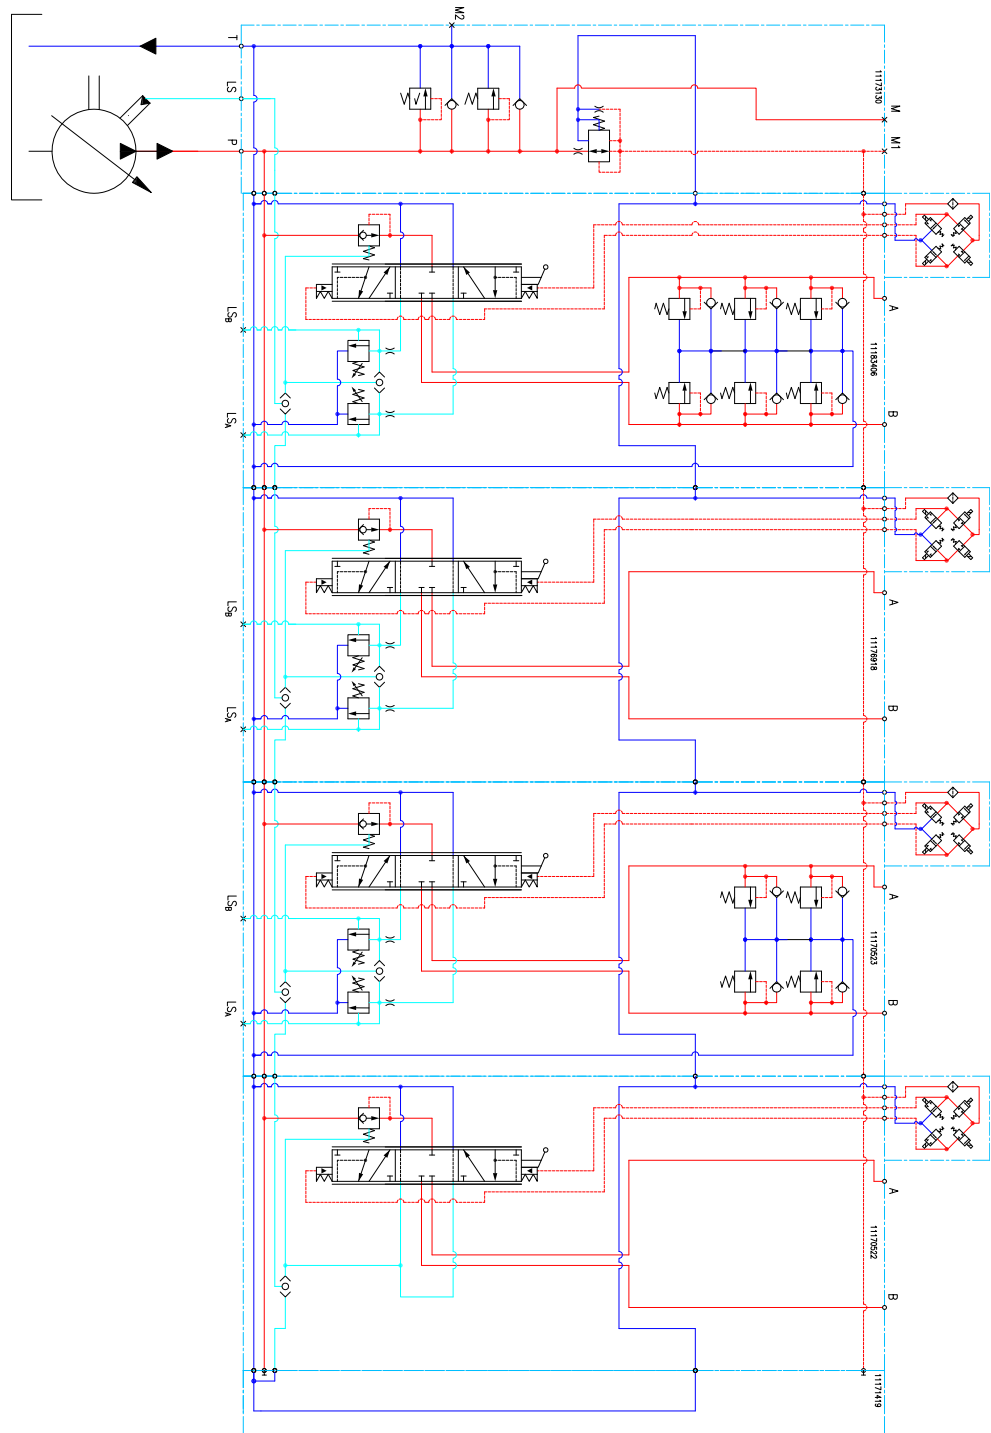 M2
T
LS
P
11173130
M
M1
A
LSB
11183406
LSA
B
A
LSB
11176918
LSA
B
A
LSB
11170523
LSA
B
A
11170522
B
11171419